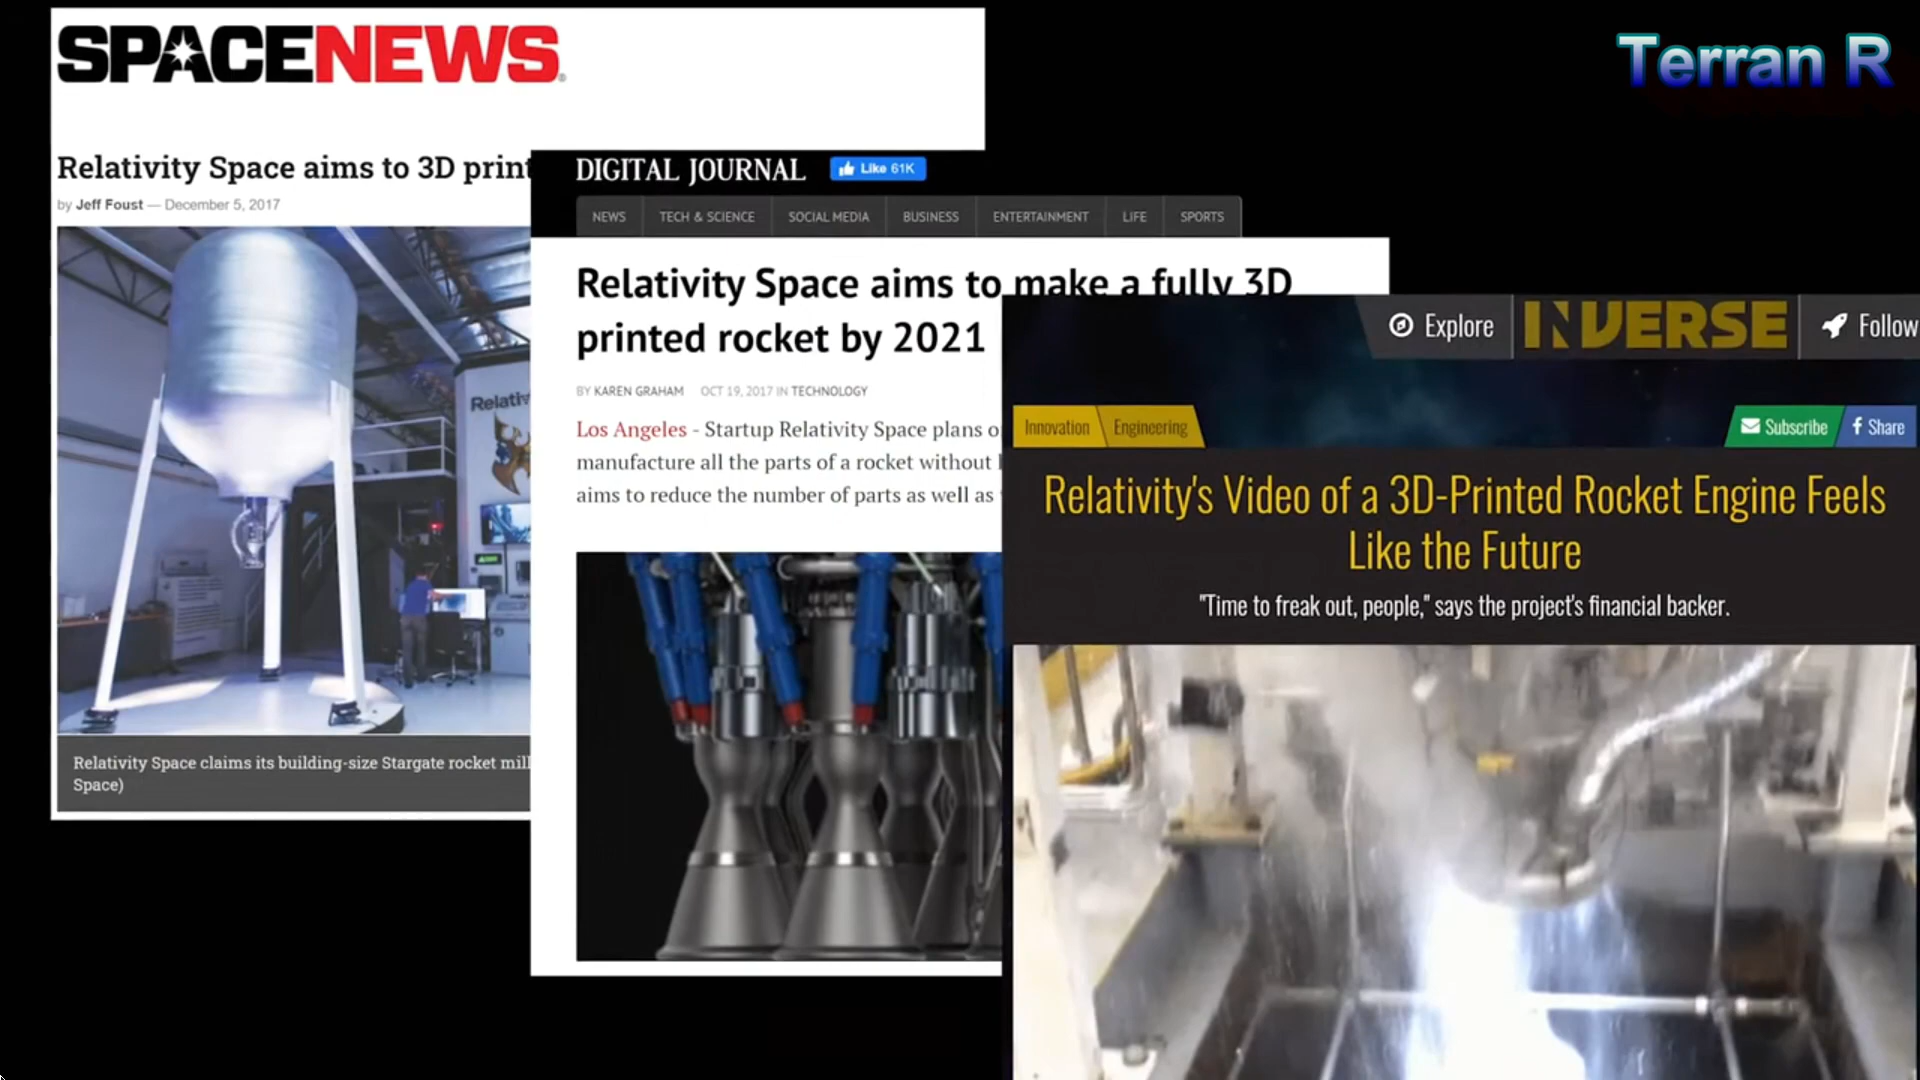 SPACENEWS
Relativity Space aims to 3D print
by Jeff Foust — December 5, 2017
Relativity Space claims its building-size Stargate rocket mill
Space)
DIGITAL JOURNAL
Like 61K
NEWS TECH & SCIENCE SOCIAL MEDIA BUSINESS ENTERTAINMENT LIFE SPORTS
Relativity Space aims to make a fully 3D
printed rocket by 2021
BY KAREN GRAHAM OCT 19, 2017 IN TECHNOLOGY
Los Angeles - Startup Relativity Space plans o
manufacture all the parts of a rocket without
aims to reduce the number of parts as well as
Explore INVERSE Follow
Innovation Engineering
Subscribe Share
Relativity's Video of a 3D-Printed Rocket Engine Feels
Like the Future
"Time to freak out, people," says the project's financial backer.
Terran R
Relativ